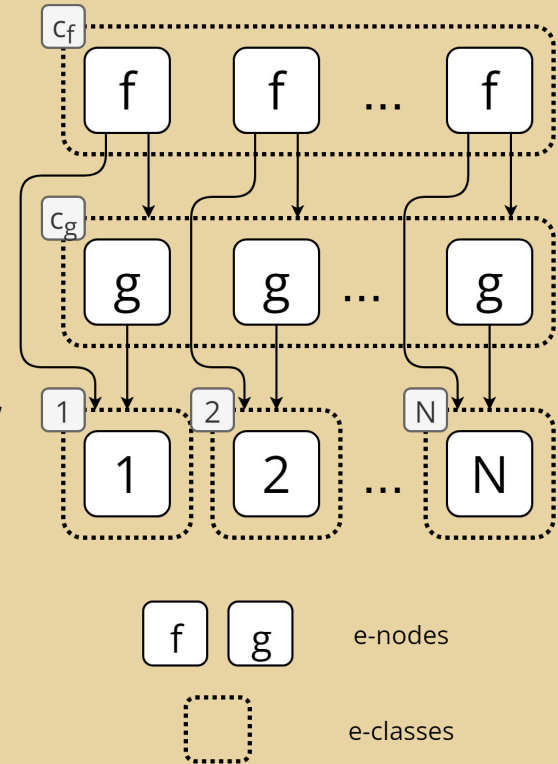 cf
f f ... f
cg
g g ... g
1 2 N
1 2 ... N
f g e-nodes
e-classes